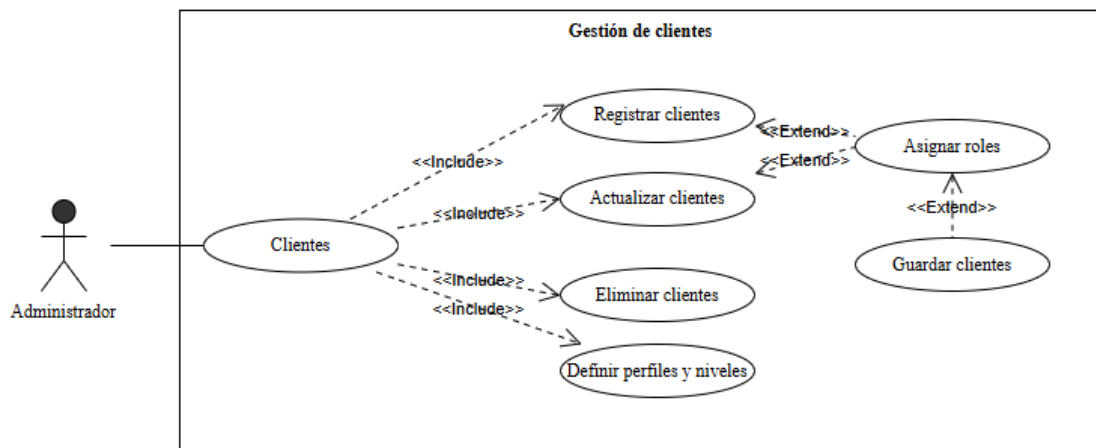 Gestión de clientes
Registrar clientes
<<Extend>>
Asignar roles
<<Include>>
<<Extend>>
Actualizar clientes
<<Include>>
<<Extend>>
Clientes
Guardar clientes
<<Include>>
Eliminar clientes
<<Include>>
Administrador
Definir perfiles y niveles